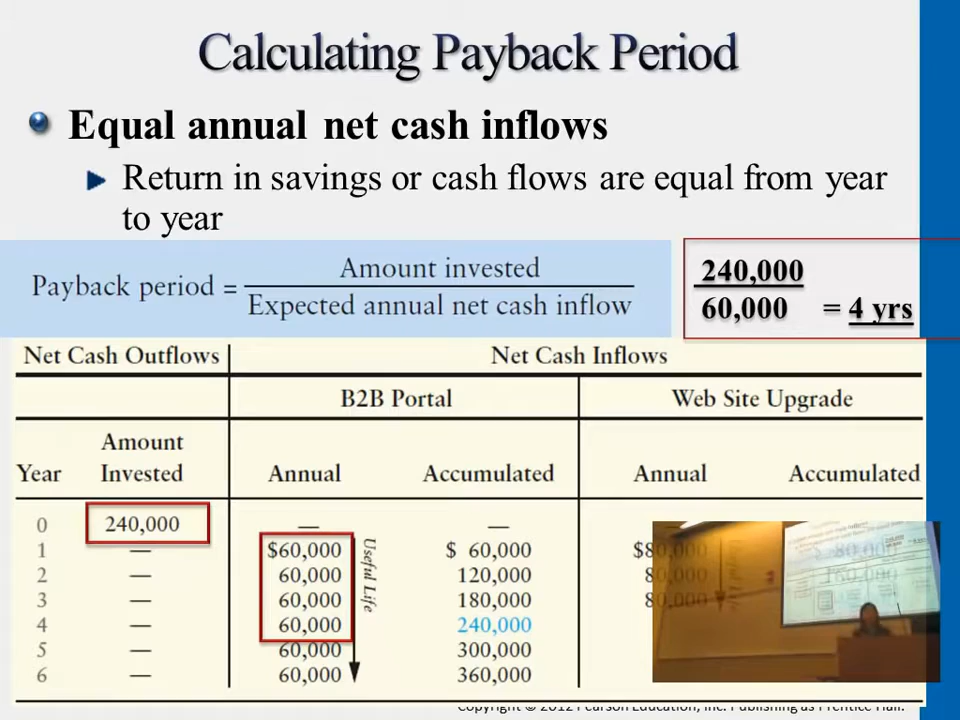 Calculating Payback Period
Equal annual net cash inflows
Return in savings or cash flows are equal from year
to year
Payback period = Amount invested
Expected annual net cash inflow
240,000
60,000 = 4 yrs
Net Cash Outflows Net Cash Inflows
B2B Portal Web Site Upgrade
Year Amount Invested Annual Accumulated Annual Accumulated
0 240,000 — —
1 — $60,000 $ 60,000 $80,000 $ 80,000
2 — 60,000 120,000 80,000 160,000
3 — 60,000 180,000 80,000
4 — 60,000 240,000
5 — 60,000 300,000
6 — 60,000 360,000
Useful Life
Copyright © 2012 Pearson Education, Inc. Publishing as Prentice Hall.